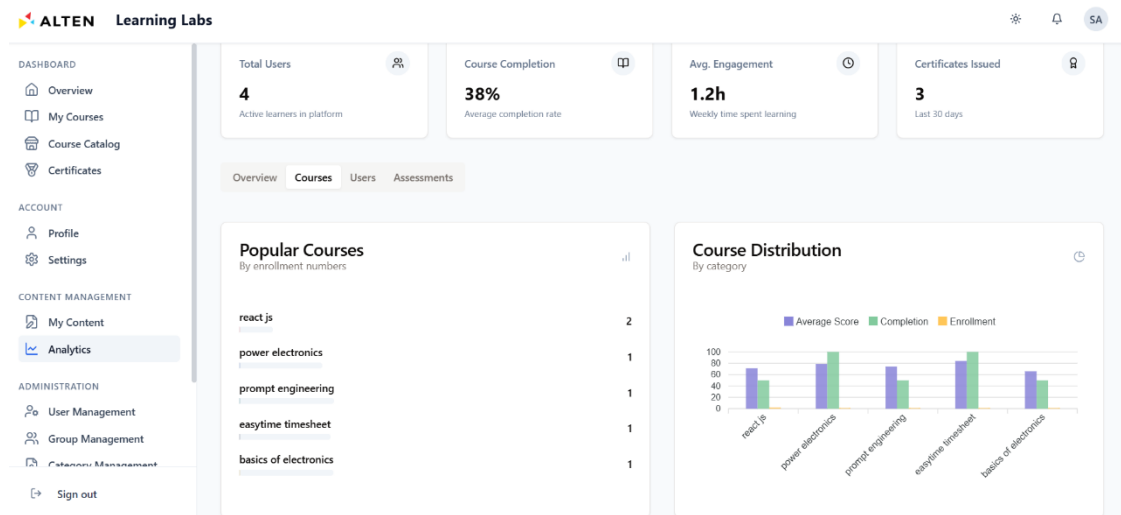 ALTEN Learning Labs
SA
DASHBOARD
Overview
My Courses
Course Catalog
Certificates
ACCOUNT
Profile
Settings
CONTENT MANAGEMENT
My Content
Analytics
ADMINISTRATION
User Management
Group Management
Category Management
Sign out
Total Users
4
Active learners in platform
Course Completion
38%
Average completion rate
Avg. Engagement
1.2h
Weekly time spent learning
Certificates Issued
3
Last 30 days
Overview Courses Users Assessments
Popular Courses
By enrollment numbers
react js 2
power electronics 1
prompt engineering 1
easytime timesheet 1
basics of electronics 1
Course Distribution
By category
Average Score Completion Enrollment
100
80
60
40
20
0
react js
power electronics
prompt engineering
easytime timesheet
basics of electronics